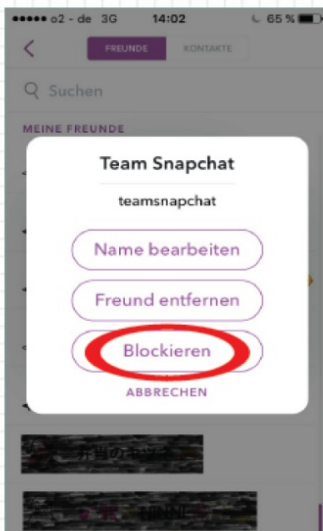 o2 - de 3G 14:02 65 %
FREUNDE KONTAKTE
Suchen
MEINE FREUNDE
Team Snapchat
teamsnapchat
Name bearbeiten
Freund entfernen
Blockieren
ABBRECHEN